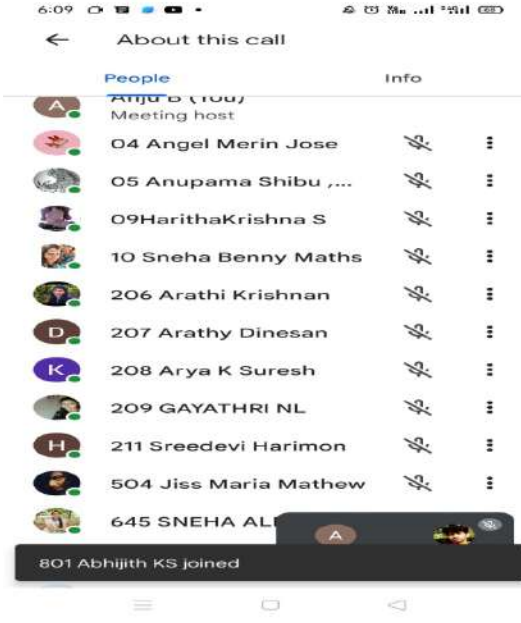 6:09
About this call
People Info
A Anju B (You)
Meeting host
04 Angel Merin Jose
05 Anupama Shibu ,...
09HarithaKrishna S
10 Sneha Benny Maths
206 Arathi Krishnan
D 207 Arathy Dinesan
K 208 Arya K Suresh
209 GAYATHRI NL
H 211 Sreedevi Harimon
504 Jiss Maria Mathew
645 SNEHA
A
801 Abhijith KS joined